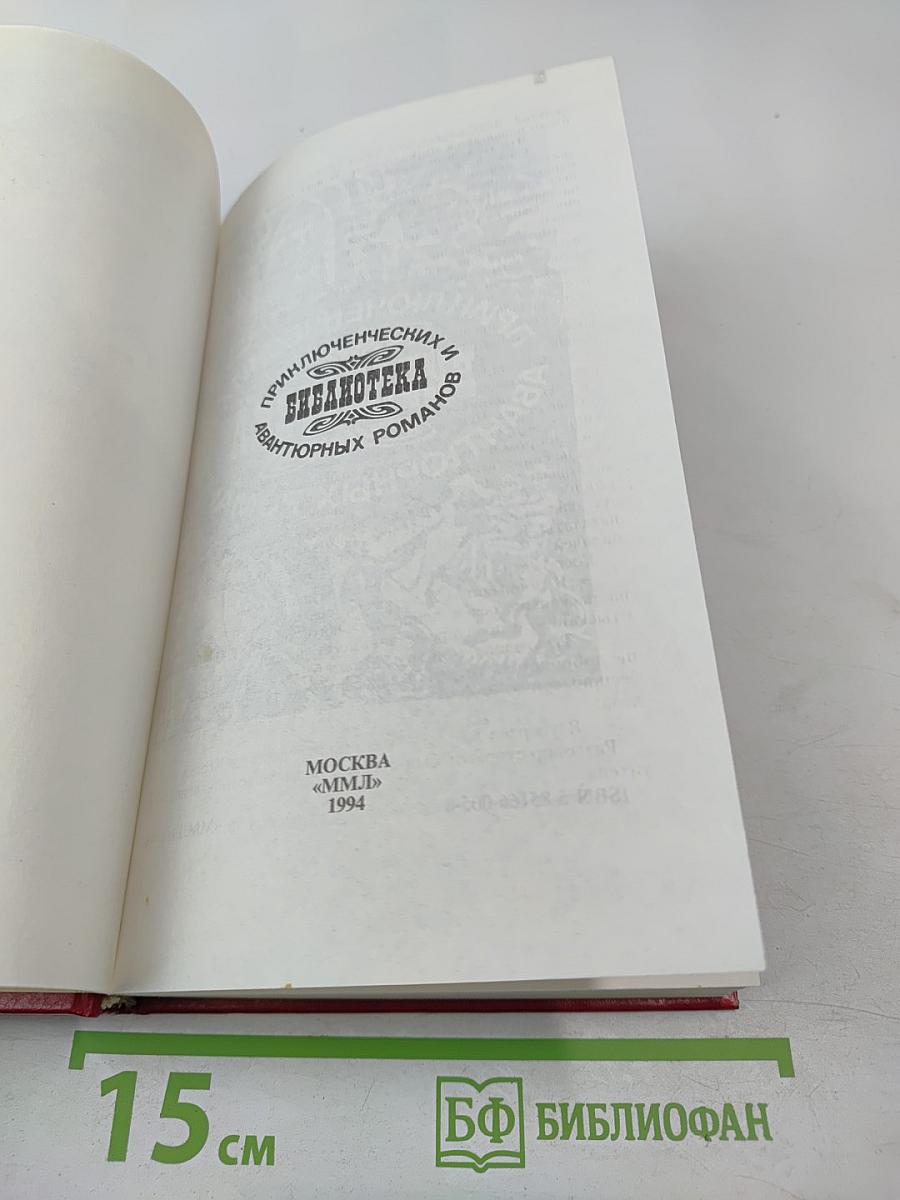 ПРИКЛЮЧЕНЧЕСКИХ И
БИБЛИОТЕКА
АВАНТЮРНЫХ РОМАНОВ
МОСКВА
«ММЛ»
1994
15 см
БФ БИБЛИОФАН